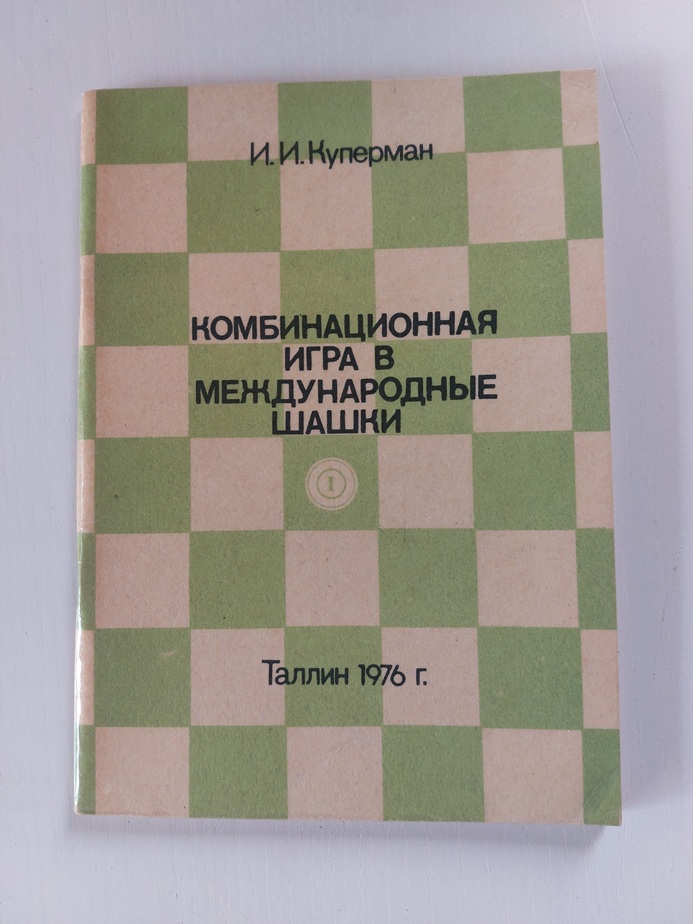 И. И. Куперман
КОМБИНАЦИОННАЯ
ИГРА В
МЕЖДУНАРОДНЫЕ
ШАШКИ
I
Таллин 1976 г.